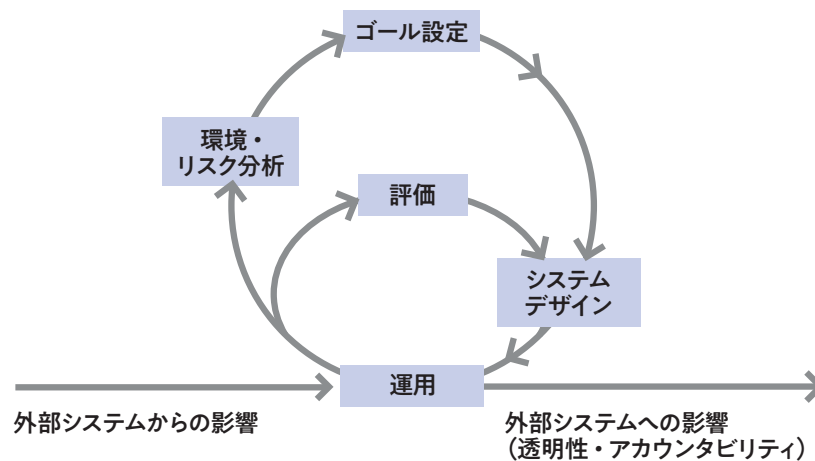 ゴール設定
環境・
リスク分析
評価
システム
デザイン
運用
外部システムからの影響
外部システムへの影響
（透明性・アカウンタビリティ）